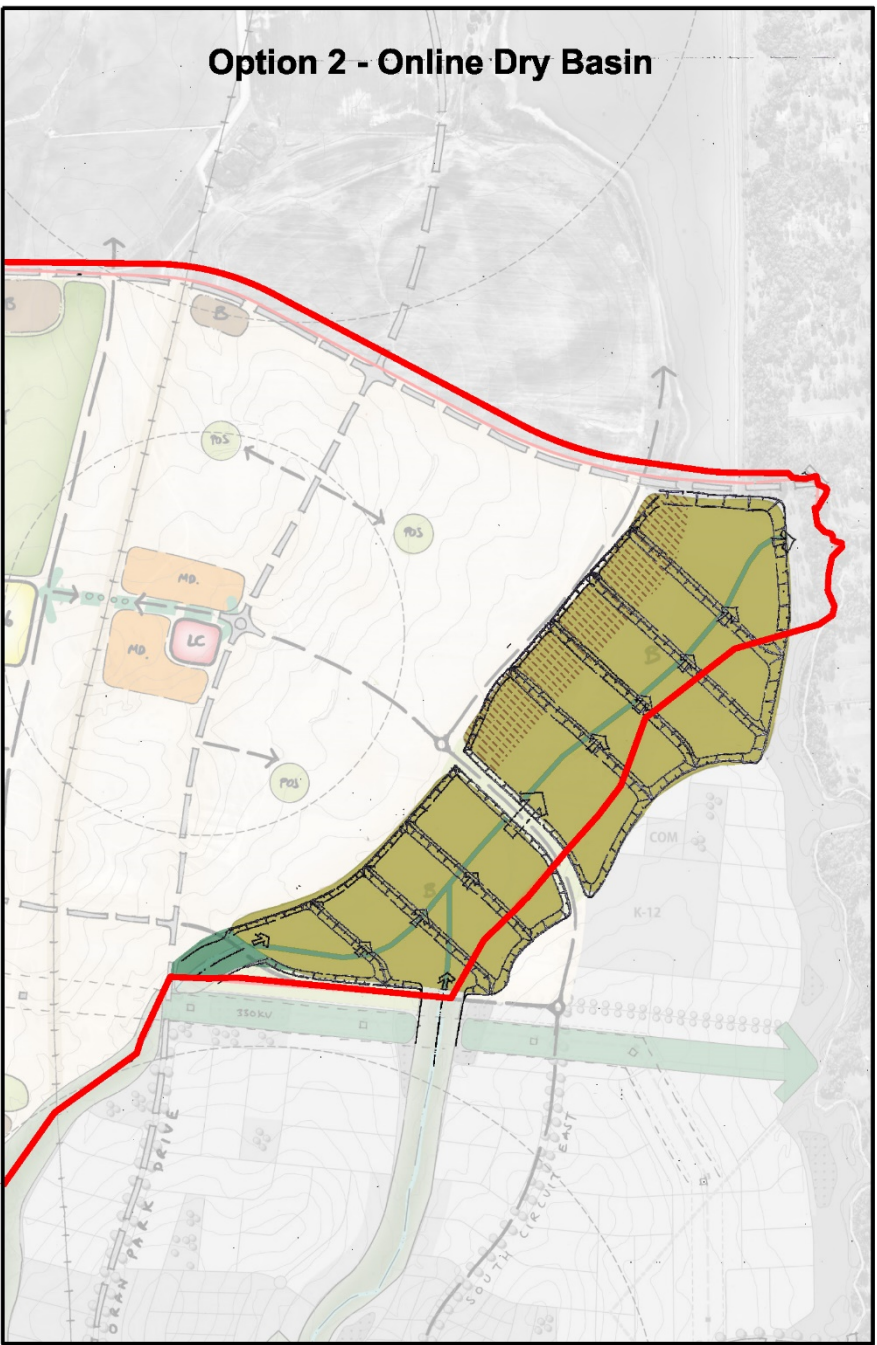 Option 2 - Online Dry Basin
B
B
POS
POS
MD.
MD.
LC
B
POS
COM
K-12
B
ORAN PARK DRIVE
SOUTH CIRCUIT EAST